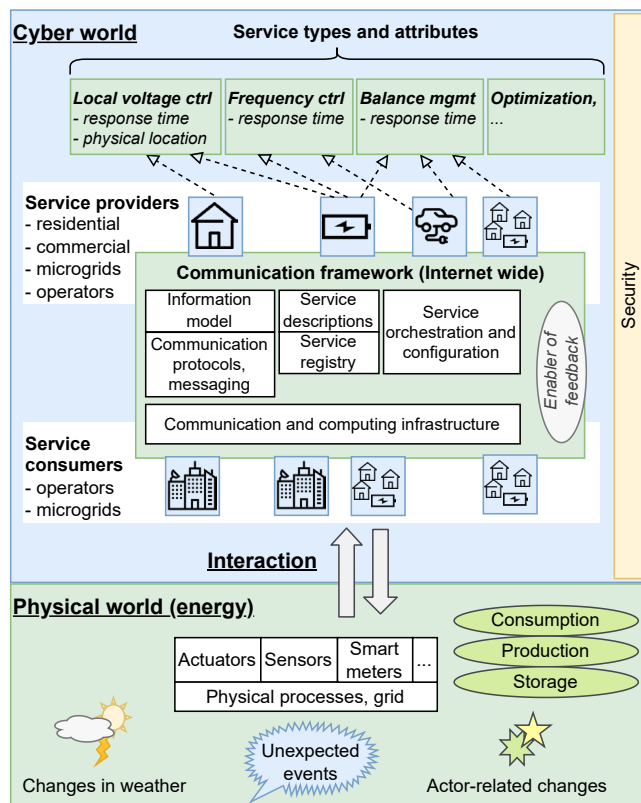 Cyber world
Service types and attributes
Local voltage ctrl
- response time
- physical location
Frequency ctrl
- response time
Balance mgmt
- response time
Optimization,
...
Security
Service providers
- residential
- commercial
- microgrids
- operators
Communication framework (Internet wide)
Information
model
Communication
protocols,
messaging
Service
descriptions
Service
registry
Service
orchestration and
configuration
Enabler of
feedback
Communication and computing infrastructure
Service
consumers
- operators
- microgrids
Interaction
Physical world (energy)
Actuators
Sensors
Smart
meters
...
Physical processes, grid
Consumption
Production
Storage
Changes in weather
Unexpected
events
Actor-related changes